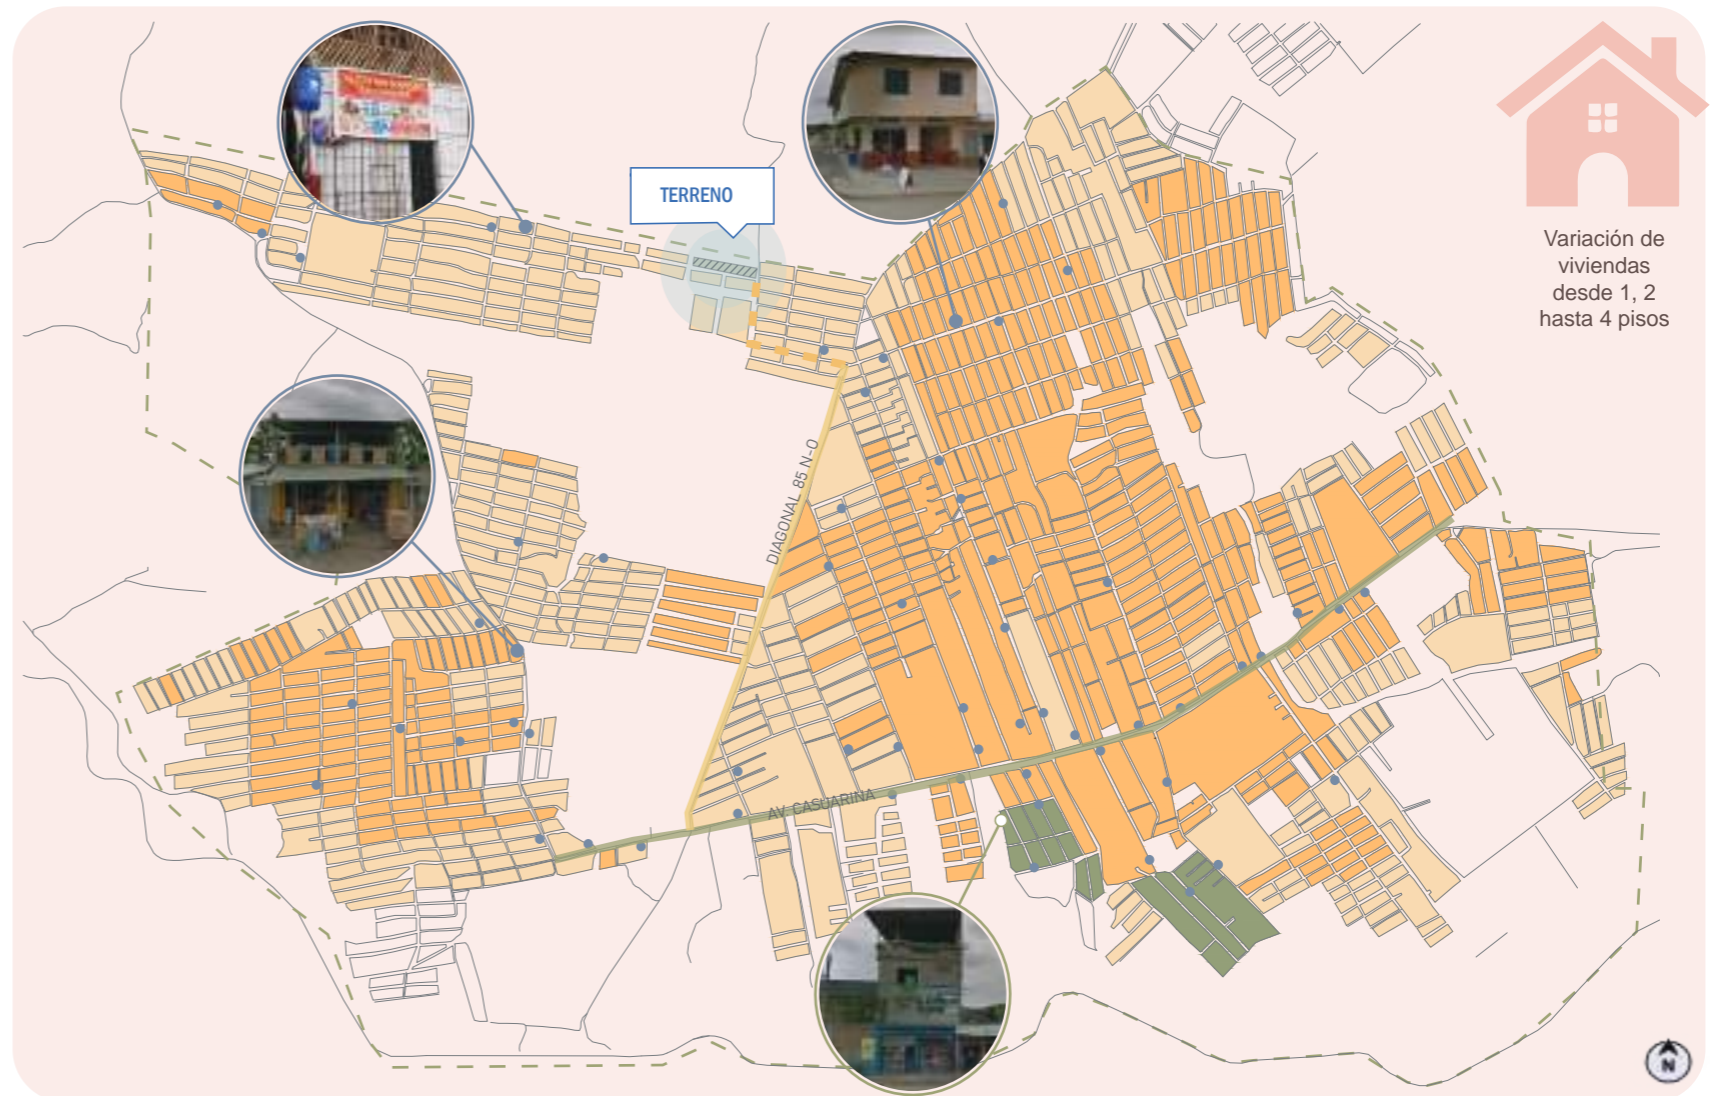 TERRENO
Variación de
viviendas
desde 1, 2
hasta 4 pisos
DIAGONAL 85 N-O
AV. CASUARINA
N